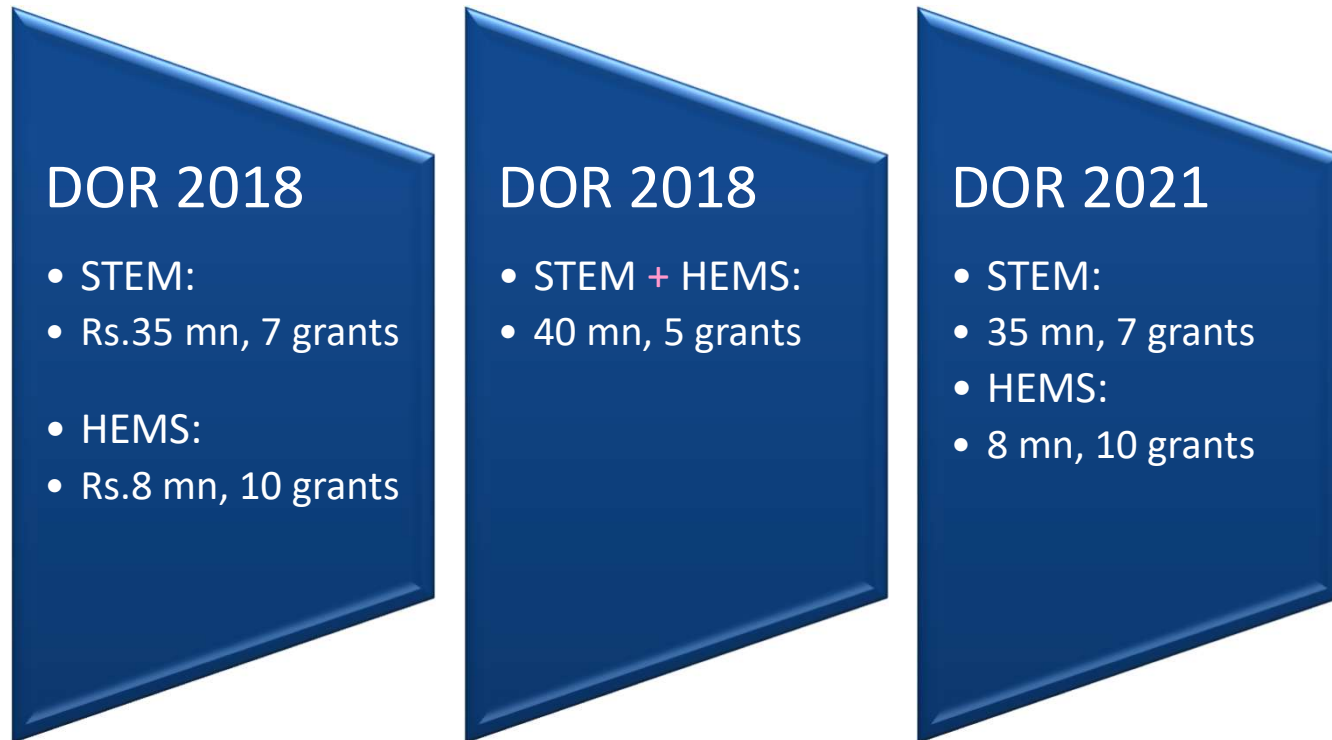 DOR 2018
• STEM:
• Rs.35 mn, 7 grants
• HEMS:
• Rs.8 mn, 10 grants
DOR 2018
• STEM + HEMS:
• 40 mn, 5 grants
DOR 2021
• STEM:
• 35 mn, 7 grants
• HEMS:
• 8 mn, 10 grants